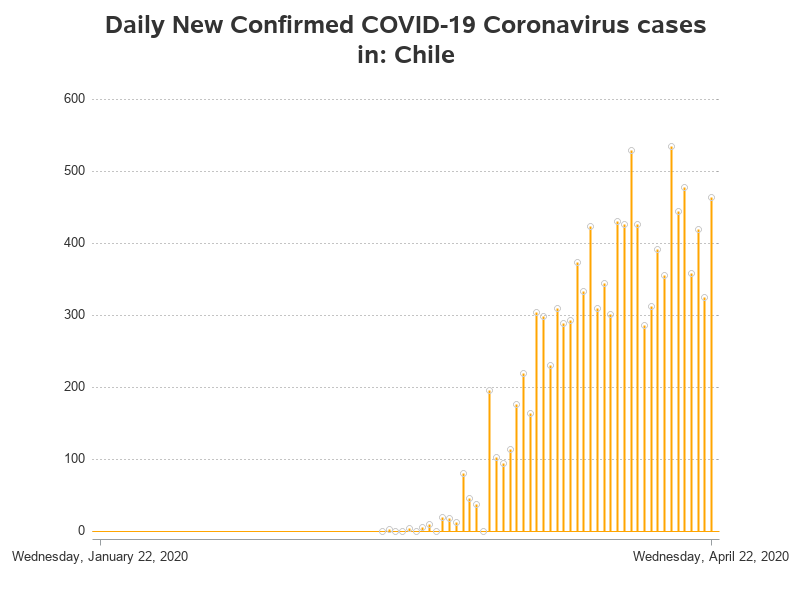 Daily New Confirmed COVID-19 Coronavirus cases
in: Chile
600
500
400
300
200
100
0
Wednesday, January 22, 2020
Wednesday, April 22, 2020